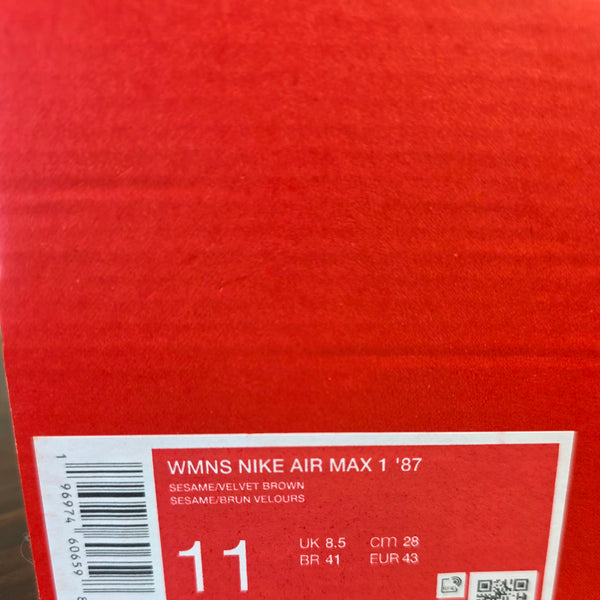 WMNS NIKE AIR MAX 1 '87
SESAME/VELVET BROWN
SESAME/BRUN VELOURS
11
UK 8.5 cm 28
BR 41 EUR 43
1 96974 60659 8